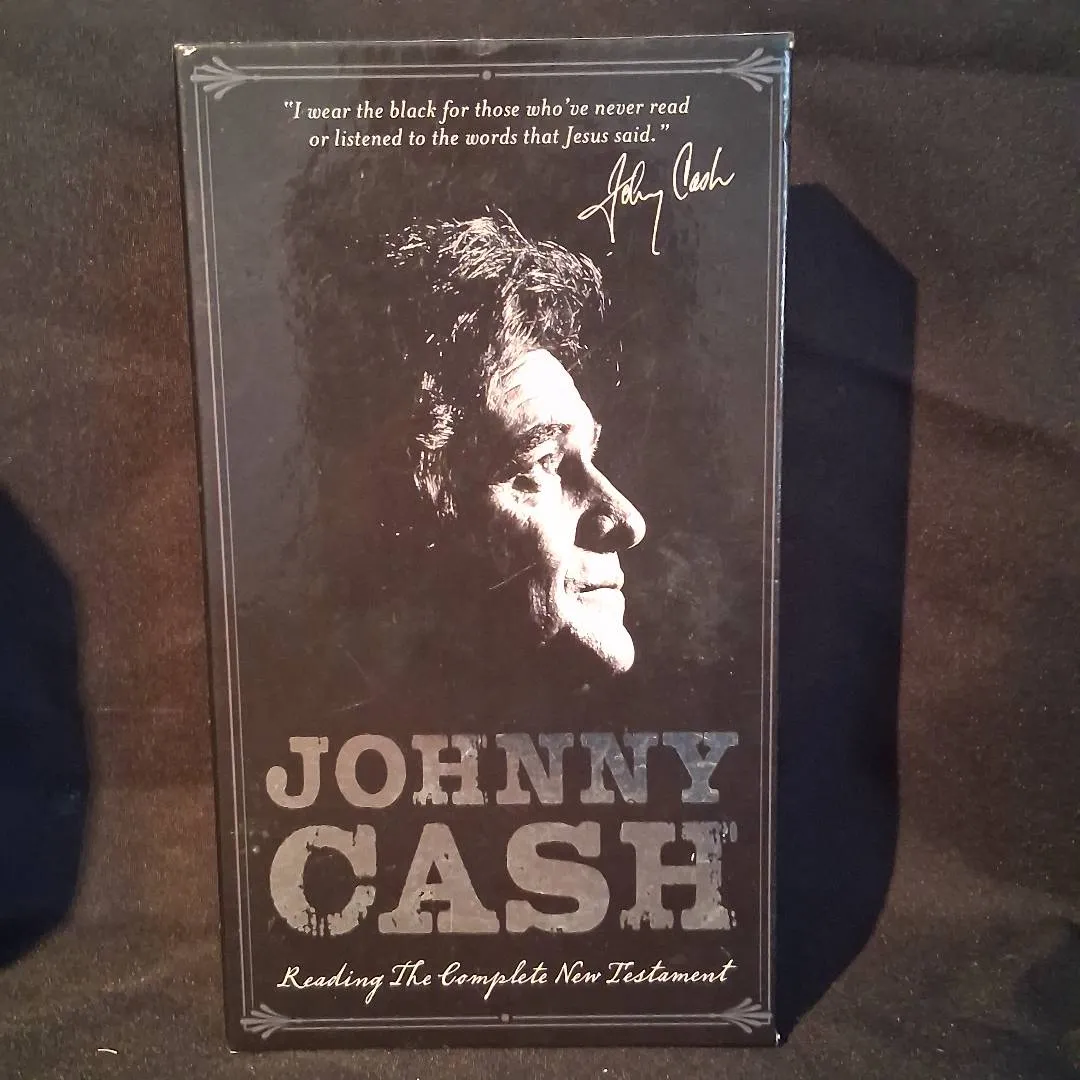 "I wear the black for those who've never read
or listened to the words that Jesus said."
Johnny Cash
JOHNNY
CASH
Reading The Complete New Testament